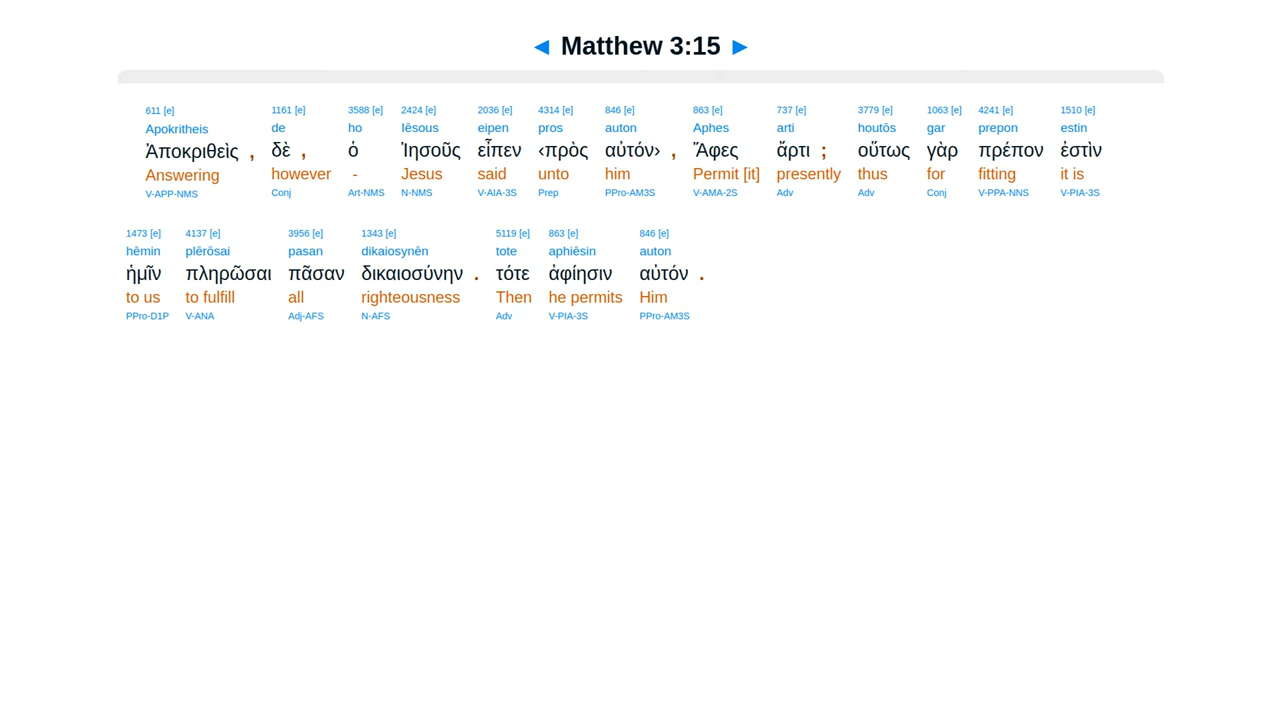 ◄ Matthew 3:15 ►
611 [e] 1161 [e] 3588 [e] 2424 [e] 2036 [e] 4314 [e] 846 [e] 863 [e] 737 [e] 3779 [e] 1063 [e] 4241 [e] 1510 [e]
Apokritheis de ho Iēsous eipen pros auton Aphes arti houtōs gar prepon estin
Ἀποκριθεὶς , δὲ , ὁ Ἰησοῦς εἶπεν ‹πρὸς αὐτόν› , Ἄφες ἄρτι ; οὕτως γὰρ πρέπον ἐστὶν
Answering however - Jesus said unto him Permit [it] presently thus for fitting it is
V-APP-NMS Conj Art-NMS N-NMS V-AIA-3S Prep PPro-AM3S V-AMA-2S Adv Adv Conj V-PPA-NNS V-PIA-3S
1473 [e] 4137 [e] 3956 [e] 1343 [e] 5119 [e] 863 [e] 846 [e]
hēmin plērōsai pasan dikaiosynēn tote aphiēsin auton
ἡμῖν πληρῶσαι πᾶσαν δικαιοσύνην . τότε ἀφίησιν αὐτόν .
to us to fulfill all righteousness Then he permits Him
PPro-D1P V-ANA Adj-AFS N-AFS Adv V-PIA-3S PPro-AM3S